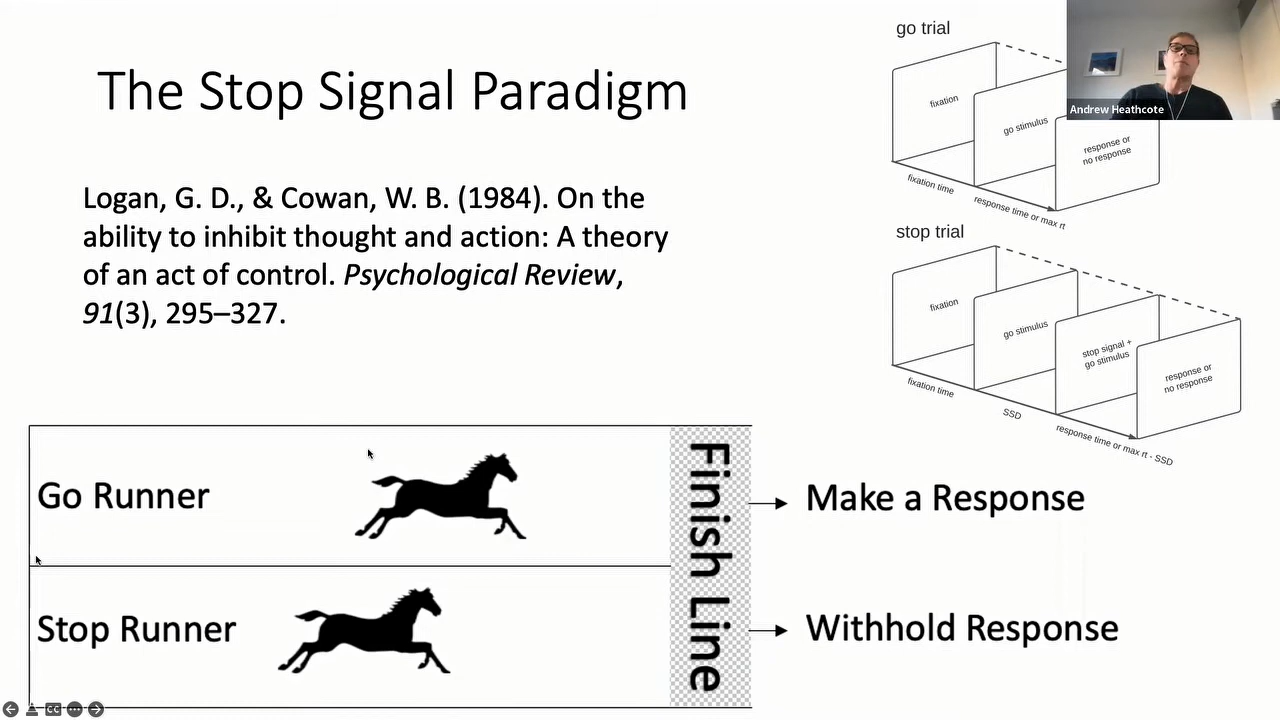 The Stop Signal Paradigm
Logan, G. D., & Cowan, W. B. (1984). On the
ability to inhibit thought and action: A theory
of an act of control. Psychological Review,
91(3), 295–327.
go trial
fixation
go stimulus
response or
no response
fixation time
response time or max rt
Andrew Heathcote
stop trial
fixation
go stimulus
stop signal +
go stimulus
response or
no response
fixation time
SSD
response time or max rt - SSD
Go Runner
Stop Runner
Finish Line
Make a Response
Withhold Response
CC